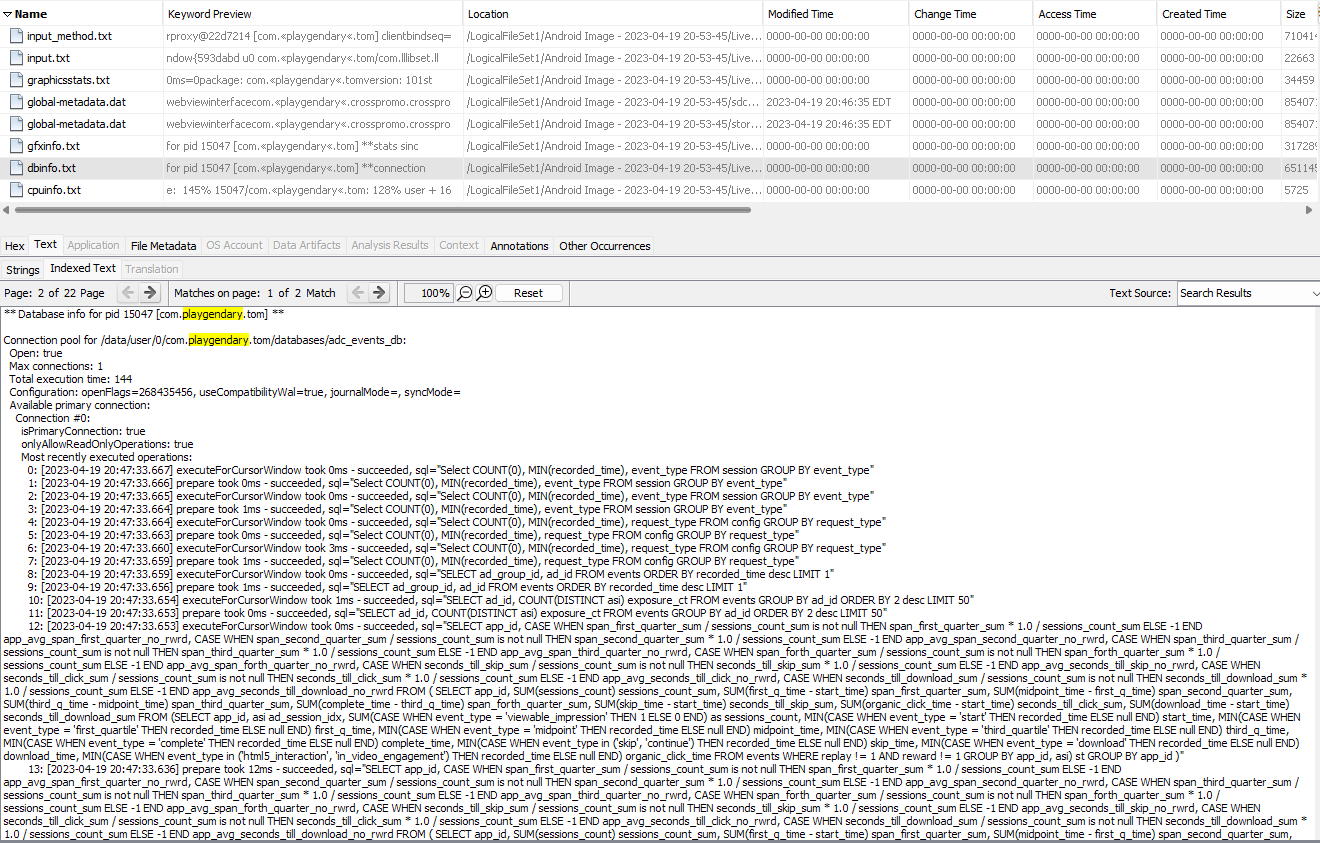 Name Keyword Preview Location Modified Time Change Time Access Time Created Time Size
input_method.txt rproxy@22d7214 [com.«playgendary«.tom] clientbindseq= /LogicalFileSet1/Android Image - 2023-04-19 20-53-45/Live... 0000-00-00 00:00:00 0000-00-00 00:00:00 0000-00-00 00:00:00 0000-00-00 00:00:00 71041
input.txt ndow{593dabd u0 com.«playgendary«.tom/com.lllibset.ll /LogicalFileSet1/Android Image - 2023-04-19 20-53-45/Live... 0000-00-00 00:00:00 0000-00-00 00:00:00 0000-00-00 00:00:00 0000-00-00 00:00:00 22663
graphicsstats.txt 0ms=0package: com.«playgendary«.tomversion: 101st /LogicalFileSet1/Android Image - 2023-04-19 20-53-45/Live... 0000-00-00 00:00:00 0000-00-00 00:00:00 0000-00-00 00:00:00 0000-00-00 00:00:00 34459
global-metadata.dat webviewinterfacecom.«playgendary«.crosspromo.crosspro /LogicalFileSet1/Android Image - 2023-04-19 20-53-45/sdc... 2023-04-19 20:46:35 EDT 0000-00-00 00:00:00 0000-00-00 00:00:00 0000-00-00 00:00:00 85407
global-metadata.dat webviewinterfacecom.«playgendary«.crosspromo.crosspro /LogicalFileSet1/Android Image - 2023-04-19 20-53-45/stor... 2023-04-19 20:46:35 EDT 0000-00-00 00:00:00 0000-00-00 00:00:00 0000-00-00 00:00:00 85407
gfxinfo.txt for pid 15047 [com.«playgendary«.tom] **stats sinc /LogicalFileSet1/Android Image - 2023-04-19 20-53-45/Live... 0000-00-00 00:00:00 0000-00-00 00:00:00 0000-00-00 00:00:00 0000-00-00 00:00:00 31728
dbinfo.txt for pid 15047 [com.«playgendary«.tom] **connection /LogicalFileSet1/Android Image - 2023-04-19 20-53-45/Live... 0000-00-00 00:00:00 0000-00-00 00:00:00 0000-00-00 00:00:00 0000-00-00 00:00:00 65114
cpuinfo.txt e: 145% 15047/com.«playgendary«.tom: 128% user + 16 /LogicalFileSet1/Android Image - 2023-04-19 20-53-45/Live... 0000-00-00 00:00:00 0000-00-00 00:00:00 0000-00-00 00:00:00 0000-00-00 00:00:00 5725
Hex Text Application File Metadata OS Account Data Artifacts Analysis Results Context Annotations Other Occurrences
Strings Indexed Text Translation
Page: 2 of 22 Page Matches on page: 1 of 2 Match 100% Reset Text Source: Search Results
** Database info for pid 15047 [com.playgendary.tom] **
Connection pool for /data/user/0/com.playgendary.tom/databases/adc_events_db:
Open: true
Max connections: 1
Total execution time: 144
Configuration: openFlags=268435456, useCompatibilityWal=true, journalMode=, syncMode=
Available primary connection:
Connection #0:
isPrimaryConnection: true
onlyAllowReadOnlyOperations: true
Most recently executed operations:
0: [2023-04-19 20:47:33.667] executeForCursorWindow took 0ms - succeeded, sql="Select COUNT(0), MIN(recorded_time), event_type FROM session GROUP BY event_type"
1: [2023-04-19 20:47:33.666] prepare took 0ms - succeeded, sql="Select COUNT(0), MIN(recorded_time), event_type FROM session GROUP BY event_type"
2: [2023-04-19 20:47:33.665] executeForCursorWindow took 0ms - succeeded, sql="Select COUNT(0), MIN(recorded_time), event_type FROM session GROUP BY event_type"
3: [2023-04-19 20:47:33.664] prepare took 1ms - succeeded, sql="Select COUNT(0), MIN(recorded_time), event_type FROM session GROUP BY event_type"
4: [2023-04-19 20:47:33.664] executeForCursorWindow took 0ms - succeeded, sql="Select COUNT(0), MIN(recorded_time), request_type FROM config GROUP BY request_type"
5: [2023-04-19 20:47:33.663] prepare took 0ms - succeeded, sql="Select COUNT(0), MIN(recorded_time), request_type FROM config GROUP BY request_type"
6: [2023-04-19 20:47:33.660] executeForCursorWindow took 3ms - succeeded, sql="Select COUNT(0), MIN(recorded_time), request_type FROM config GROUP BY request_type"
7: [2023-04-19 20:47:33.659] prepare took 1ms - succeeded, sql="Select COUNT(0), MIN(recorded_time), request_type FROM config GROUP BY request_type"
8: [2023-04-19 20:47:33.659] executeForCursorWindow took 0ms - succeeded, sql="SELECT ad_group_id, ad_id FROM events ORDER BY recorded_time desc LIMIT 1"
9: [2023-04-19 20:47:33.656] prepare took 1ms - succeeded, sql="SELECT ad_group_id, ad_id FROM events ORDER BY recorded_time desc LIMIT 1"
10: [2023-04-19 20:47:33.654] executeForCursorWindow took 1ms - succeeded, sql="SELECT ad_id, COUNT(DISTINCT asi) exposure_ct FROM events GROUP BY ad_id ORDER BY 2 desc LIMIT 50"
11: [2023-04-19 20:47:33.653] prepare took 0ms - succeeded, sql="SELECT ad_id, COUNT(DISTINCT asi) exposure_ct FROM events GROUP BY ad_id ORDER BY 2 desc LIMIT 50"
12: [2023-04-19 20:47:33.653] executeForCursorWindow took 0ms - succeeded, sql="SELECT app_id, CASE WHEN span_first_quarter_sum / sessions_count_sum is not null THEN span_first_quarter_sum * 1.0 / sessions_count_sum ELSE -1 END
app_avg_span_first_quarter_no_rwrd, CASE WHEN span_second_quarter_sum / sessions_count_sum is not null THEN span_second_quarter_sum * 1.0 / sessions_count_sum ELSE -1 END app_avg_span_second_quarter_no_rwrd, CASE WHEN span_third_quarter_sum /
sessions_count_sum is not null THEN span_third_quarter_sum * 1.0 / sessions_count_sum ELSE -1 END app_avg_span_third_quarter_no_rwrd, CASE WHEN span_forth_quarter_sum / sessions_count_sum is not null THEN span_forth_quarter_sum * 1.0 /
sessions_count_sum ELSE -1 END app_avg_span_forth_quarter_no_rwrd, CASE WHEN seconds_till_skip_sum / sessions_count_sum is not null THEN seconds_till_skip_sum * 1.0 / sessions_count_sum ELSE -1 END app_avg_seconds_till_skip_no_rwrd, CASE WHEN
seconds_till_click_sum / sessions_count_sum is not null THEN seconds_till_click_sum * 1.0 / sessions_count_sum ELSE -1 END app_avg_seconds_till_click_no_rwrd, CASE WHEN seconds_till_download_sum / sessions_count_sum is not null THEN seconds_till_download_sum *
1.0 / sessions_count_sum ELSE -1 END app_avg_seconds_till_download_no_rwrd FROM ( SELECT app_id, SUM(sessions_count) sessions_count_sum, SUM(first_q_time - start_time) span_first_quarter_sum, SUM(midpoint_time - first_q_time) span_second_quarter_sum,
SUM(third_q_time - midpoint_time) span_third_quarter_sum, SUM(complete_time - third_q_time) span_forth_quarter_sum, SUM(skip_time - start_time) seconds_till_skip_sum, SUM(organic_click_time - start_time) seconds_till_click_sum, SUM(download_time - start_time)
seconds_till_download_sum FROM (SELECT app_id, asi ad_session_idx, SUM(CASE WHEN event_type = 'viewable_impression' THEN 1 ELSE 0 END) as sessions_count, MIN(CASE WHEN event_type = 'start' THEN recorded_time ELSE null END) start_time, MIN(CASE WHEN
event_type = 'first_quartile' THEN recorded_time ELSE null END) first_q_time, MIN(CASE WHEN event_type = 'midpoint' THEN recorded_time ELSE null END) midpoint_time, MIN(CASE WHEN event_type = 'third_quartile' THEN recorded_time ELSE null END) third_q_time,
MIN(CASE WHEN event_type = 'complete' THEN recorded_time ELSE null END) complete_time, MIN(CASE WHEN event_type in ('skip', 'continue') THEN recorded_time ELSE null END) skip_time, MIN(CASE WHEN event_type = 'download' THEN recorded_time ELSE null END)
download_time, MIN(CASE WHEN event_type in ('html5_interaction', 'in_video_engagement') THEN recorded_time ELSE null END) organic_click_time FROM events WHERE replay != 1 AND reward != 1 GROUP BY app_id, asi) st GROUP BY app_id )"
13: [2023-04-19 20:47:33.636] prepare took 12ms - succeeded, sql="SELECT app_id, CASE WHEN span_first_quarter_sum / sessions_count_sum is not null THEN span_first_quarter_sum * 1.0 / sessions_count_sum ELSE -1 END
app_avg_span_first_quarter_no_rwrd, CASE WHEN span_second_quarter_sum / sessions_count_sum is not null THEN span_second_quarter_sum * 1.0 / sessions_count_sum ELSE -1 END app_avg_span_second_quarter_no_rwrd, CASE WHEN span_third_quarter_sum /
sessions_count_sum is not null THEN span_third_quarter_sum * 1.0 / sessions_count_sum ELSE -1 END app_avg_span_third_quarter_no_rwrd, CASE WHEN span_forth_quarter_sum / sessions_count_sum is not null THEN span_forth_quarter_sum * 1.0 /
sessions_count_sum ELSE -1 END app_avg_span_forth_quarter_no_rwrd, CASE WHEN seconds_till_skip_sum / sessions_count_sum is not null THEN seconds_till_skip_sum * 1.0 / sessions_count_sum ELSE -1 END app_avg_seconds_till_skip_no_rwrd, CASE WHEN
seconds_till_click_sum / sessions_count_sum is not null THEN seconds_till_click_sum * 1.0 / sessions_count_sum ELSE -1 END app_avg_seconds_till_click_no_rwrd, CASE WHEN seconds_till_download_sum / sessions_count_sum is not null THEN seconds_till_download_sum *
1.0 / sessions_count_sum ELSE -1 END app_avg_seconds_till_download_no_rwrd FROM ( SELECT app_id, SUM(sessions_count) sessions_count_sum, SUM(first_q_time - start_time) span_first_quarter_sum, SUM(midpoint_time - first_q_time) span_second_quarter_sum,